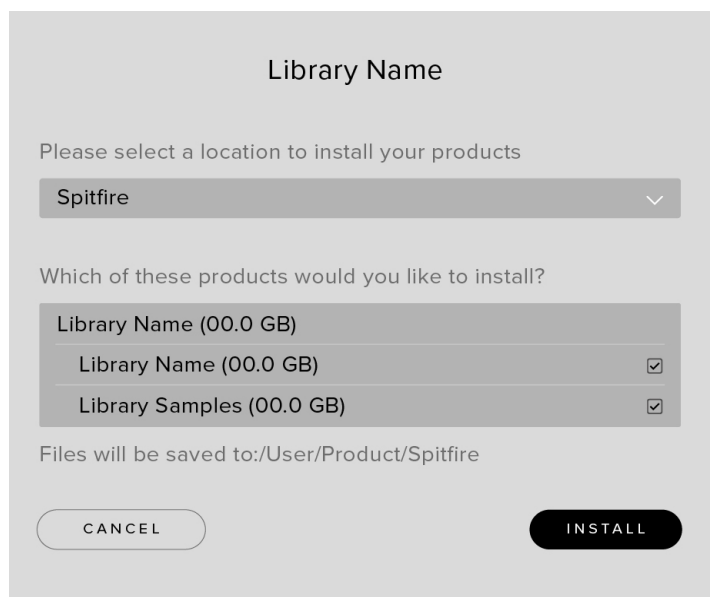 Library Name
Please select a location to install your products
Spitfire
Which of these products would you like to install?
Library Name (00.0 GB)
Library Name (00.0 GB)
Library Samples (00.0 GB)
Files will be saved to:/User/Product/Spitfire
CANCEL
INSTALL